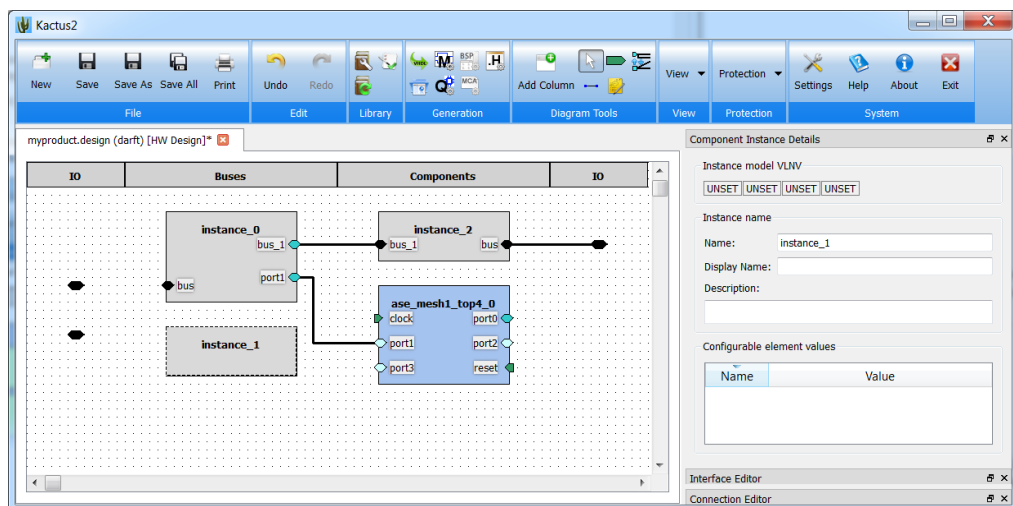 Kactus2
New Save Save As Save All Print Undo Redo VHDL M BSP .H MCA Add Column View Protection Settings Help About Exit
File Edit Library Generation Diagram Tools View Protection System
myproduct.design (darft) [HW Design]*
IO Buses Components IO
instance_0
bus_1
port1
bus
instance_2
bus_1 bus
ase_mesh1_top4_0
clock port0
port1 port2
port3 reset
instance_1
Component Instance Details
Instance model VLNV
UNSET UNSET UNSET UNSET
Instance name
Name: instance_1
Display Name:
Description:
Configurable element values
Name Value
Interface Editor
Connection Editor